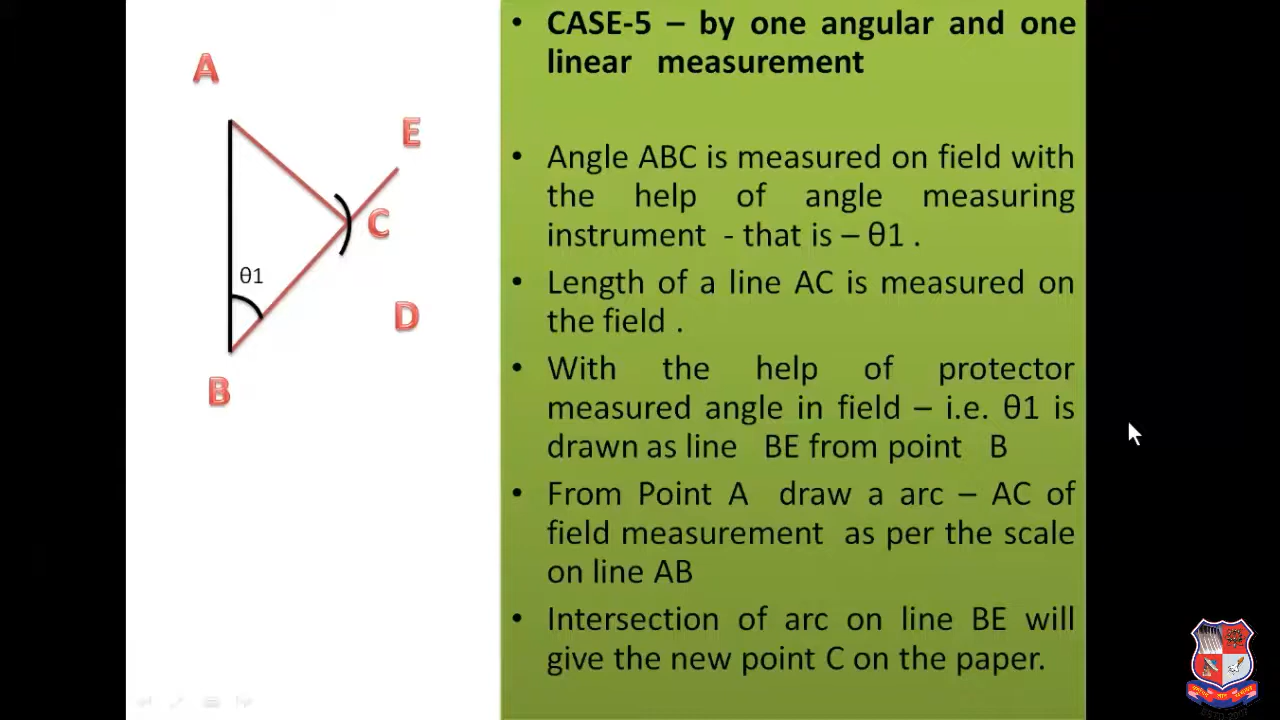 A
E
C
θ1
D
B
• CASE-5 – by one angular and one
linear measurement
• Angle ABC is measured on field with
the help of angle measuring
instrument - that is – θ1 .
• Length of a line AC is measured on
the field .
• With the help of protector
measured angle in field – i.e. θ1 is
drawn as line BE from point B
• From Point A draw a arc – AC of
field measurement as per the scale
on line AB
• Intersection of arc on line BE will
give the new point C on the paper.